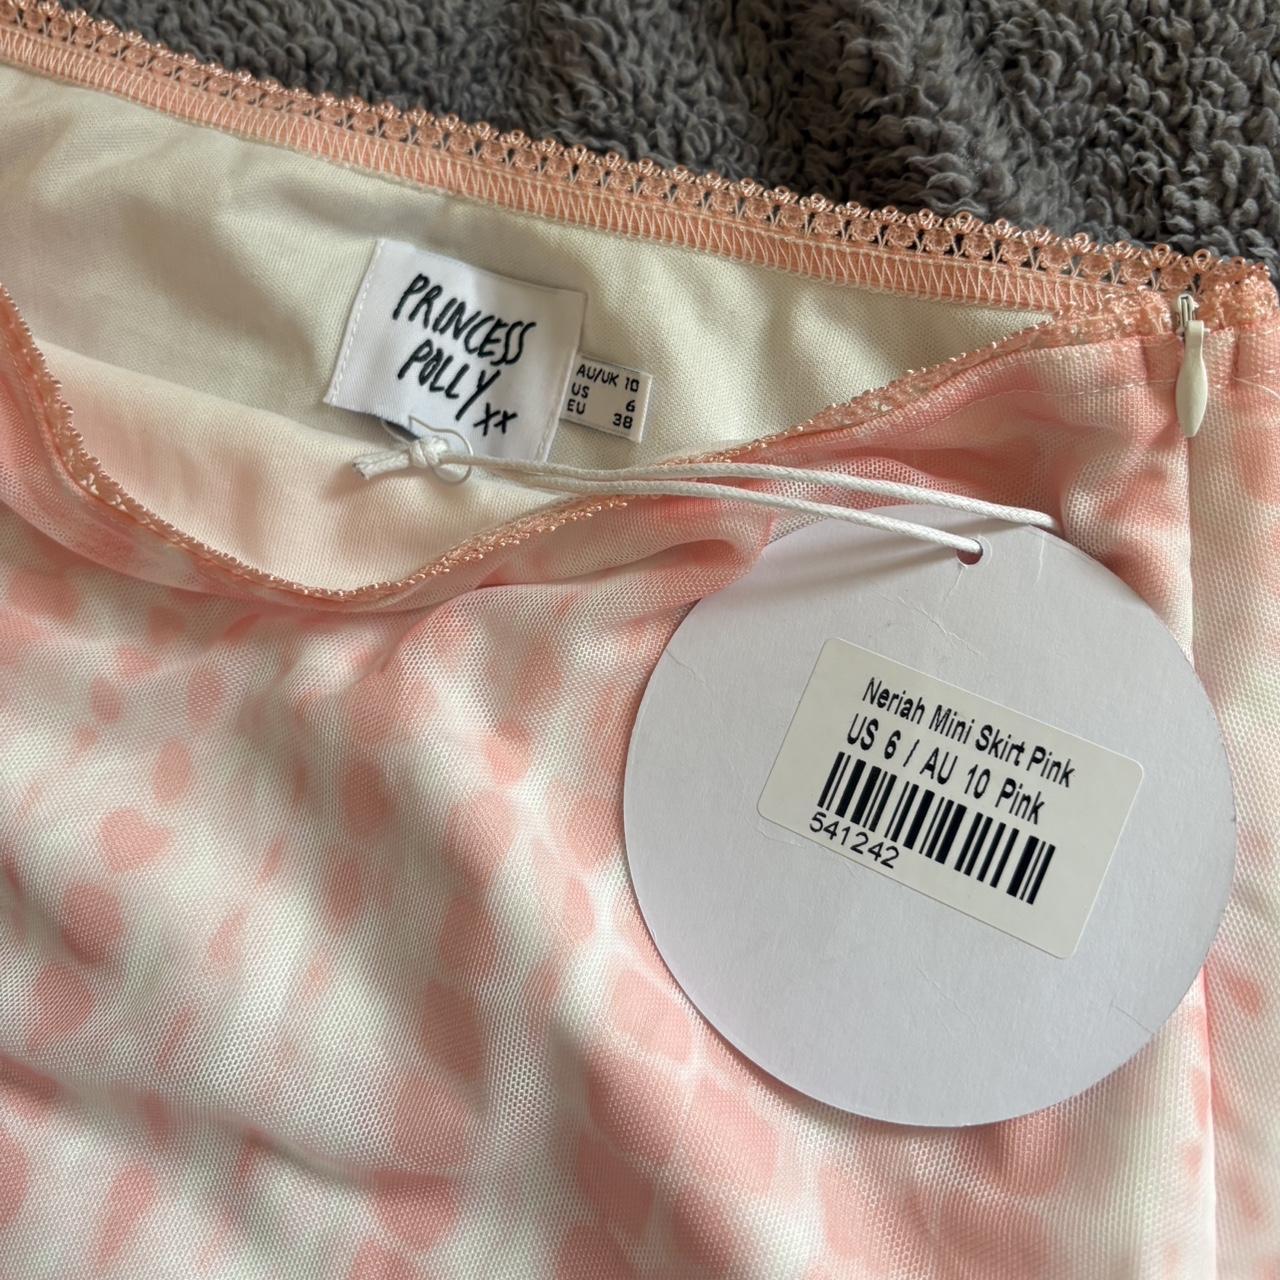 PRINCESS
POLLY
xx
AU/UK 10
US 6
EU 38
Neriah Mini Skirt Pink
US 6 / AU 10 Pink
541242